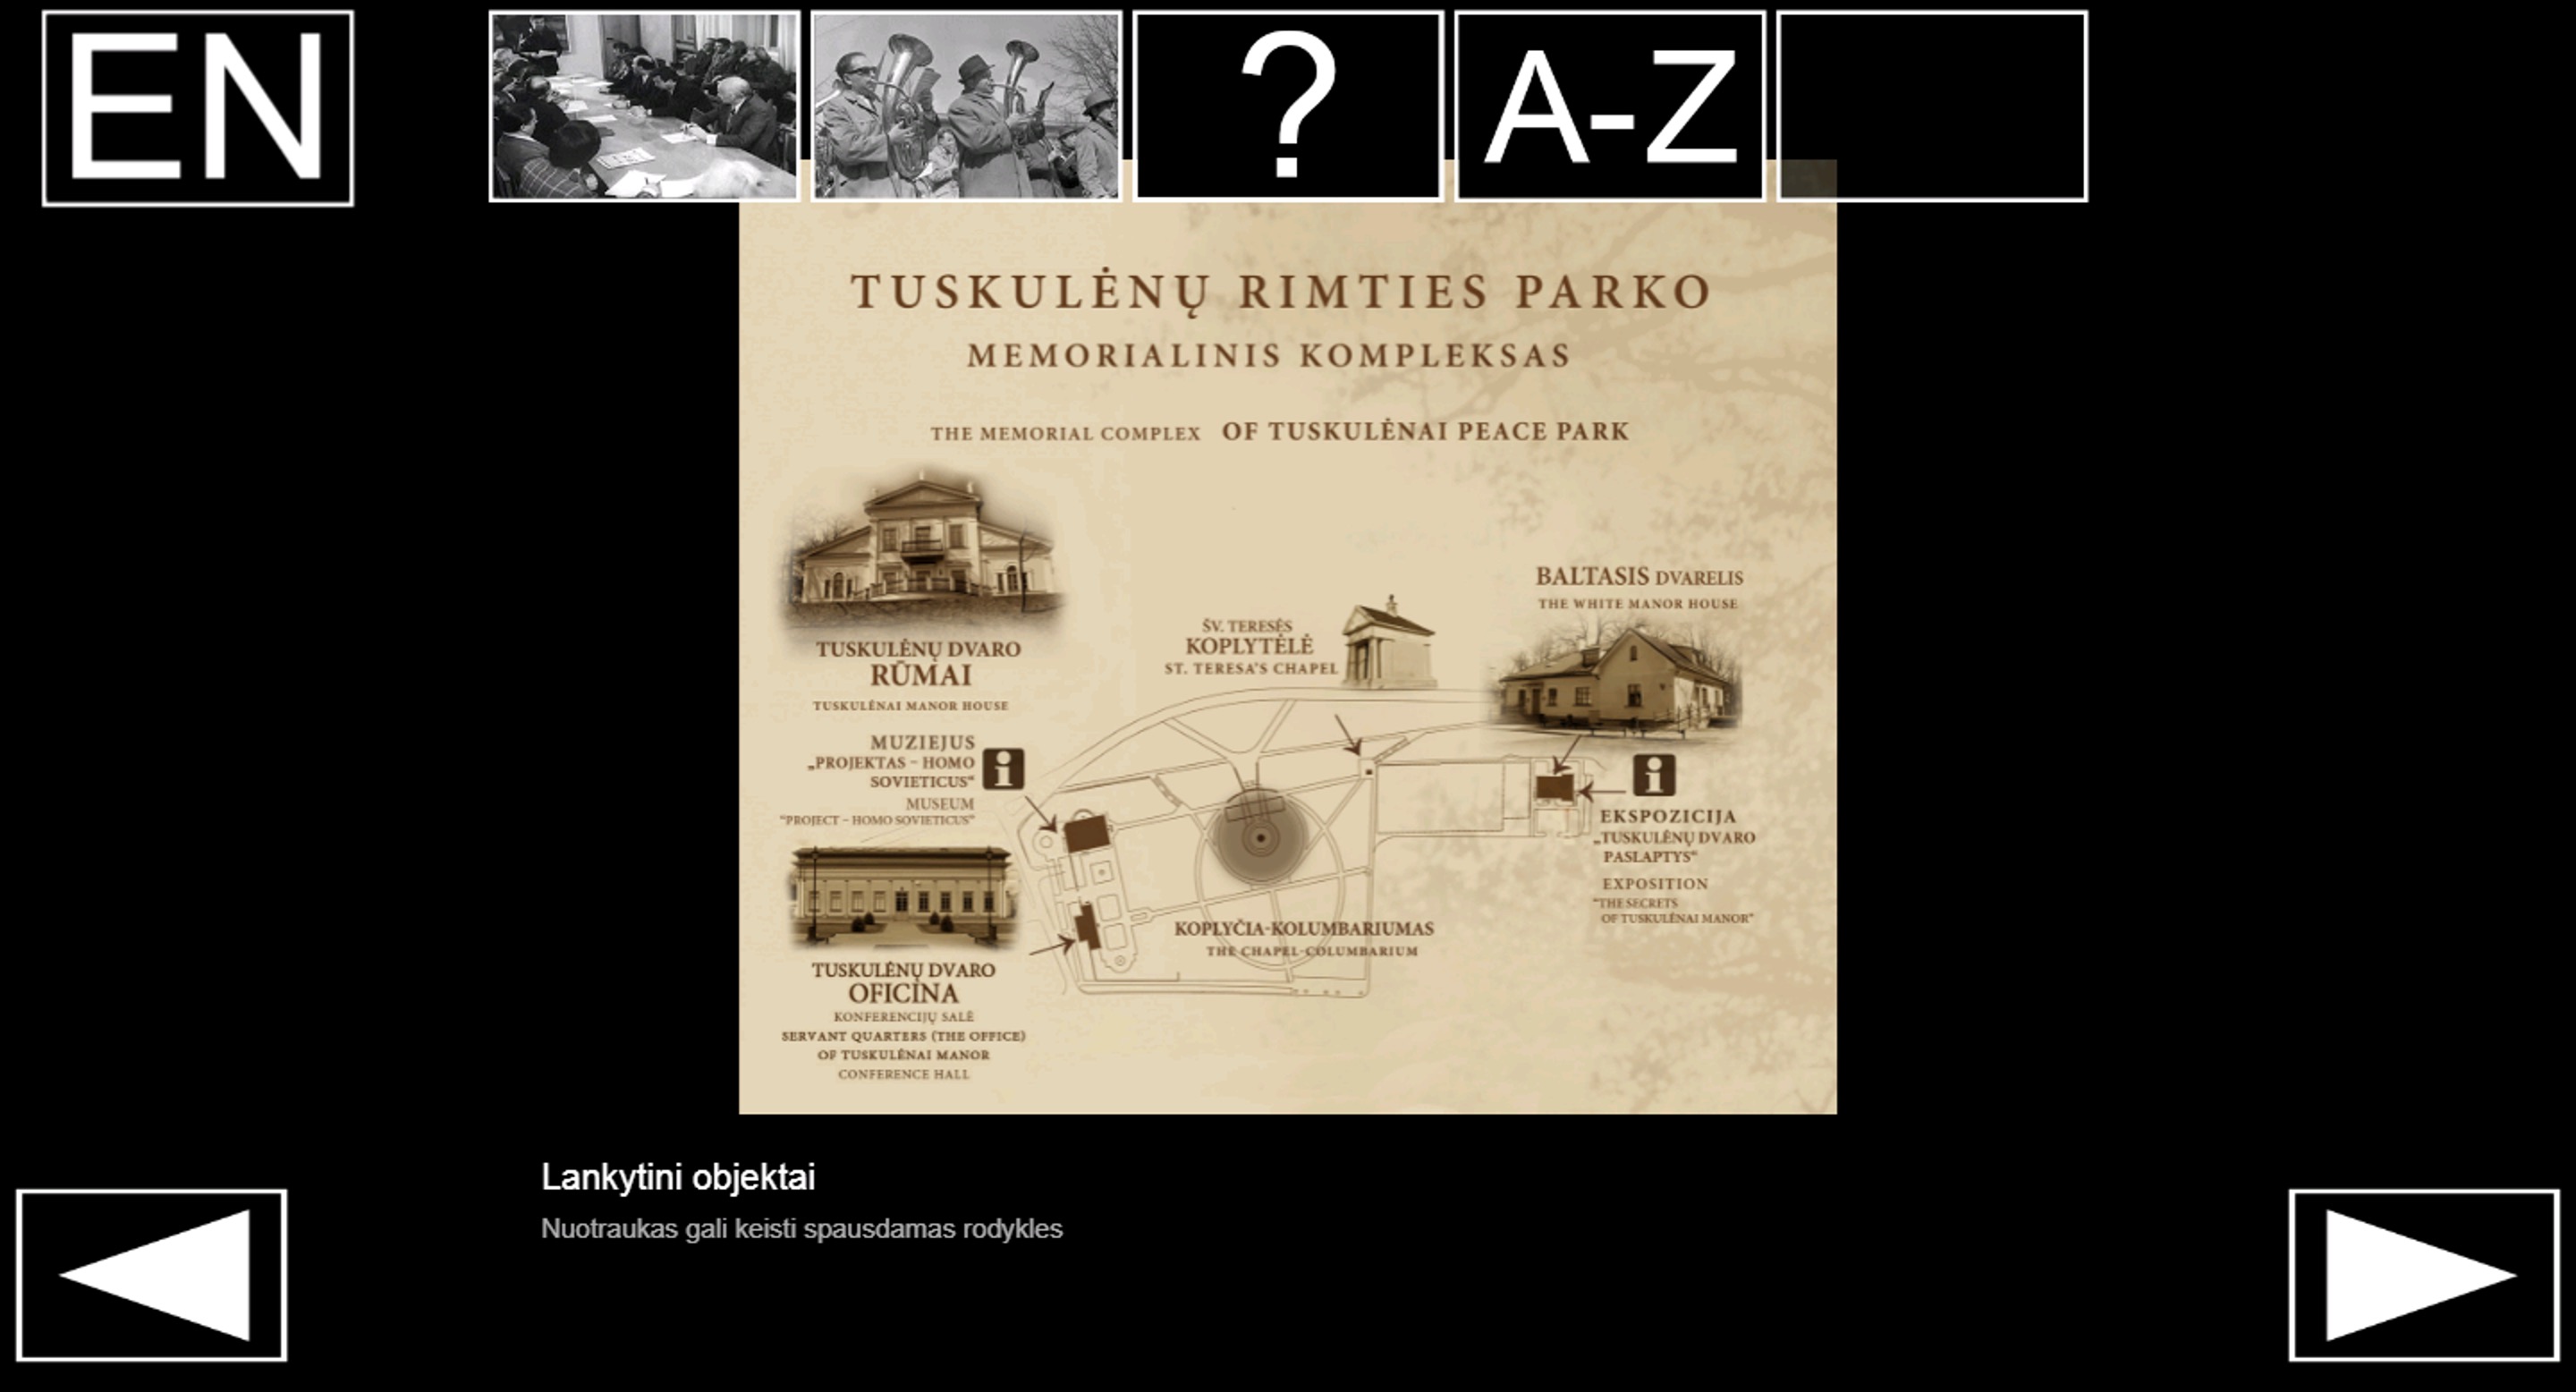 EN
?
A-Z
TUSKULĖNŲ RIMTIES PARKO
MEMORIALINIS KOMPLEKSAS
THE MEMORIAL COMPLEX OF TUSKULĖNAI PEACE PARK
TUSKULĖNŲ DVARO
RŪMAI
TUSKULĖNAI MANOR HOUSE
MUZIEJUS
„PROJEKTAS – HOMO
SOVIETICUS“
MUSEUM
“PROJECT – HOMO SOVIETICUS”
ŠV. TERESĖS
KOPLYTĖLĖ
ST. TERESA'S CHAPEL
BALTASIS DVARELIS
THE WHITE MANOR HOUSE
EKSPOZICIJA
„TUSKULĖNŲ DVARO
PASLAPTYS“
EXPOSITION
“THE SECRETS
OF TUSKULĖNAI MANOR”
KOPLYČIA-KOLUMBARIUMAS
THE CHAPEL-COLUMBARIUM
TUSKULĖNŲ DVARO
OFICINA
KONFERENCIJŲ SALĖ
SERVANT QUARTERS (THE OFFICE)
OF TUSKULĖNAI MANOR
CONFERENCE HALL
Lankytini objektai
Nuotraukas gali keisti spausdamas rodykles